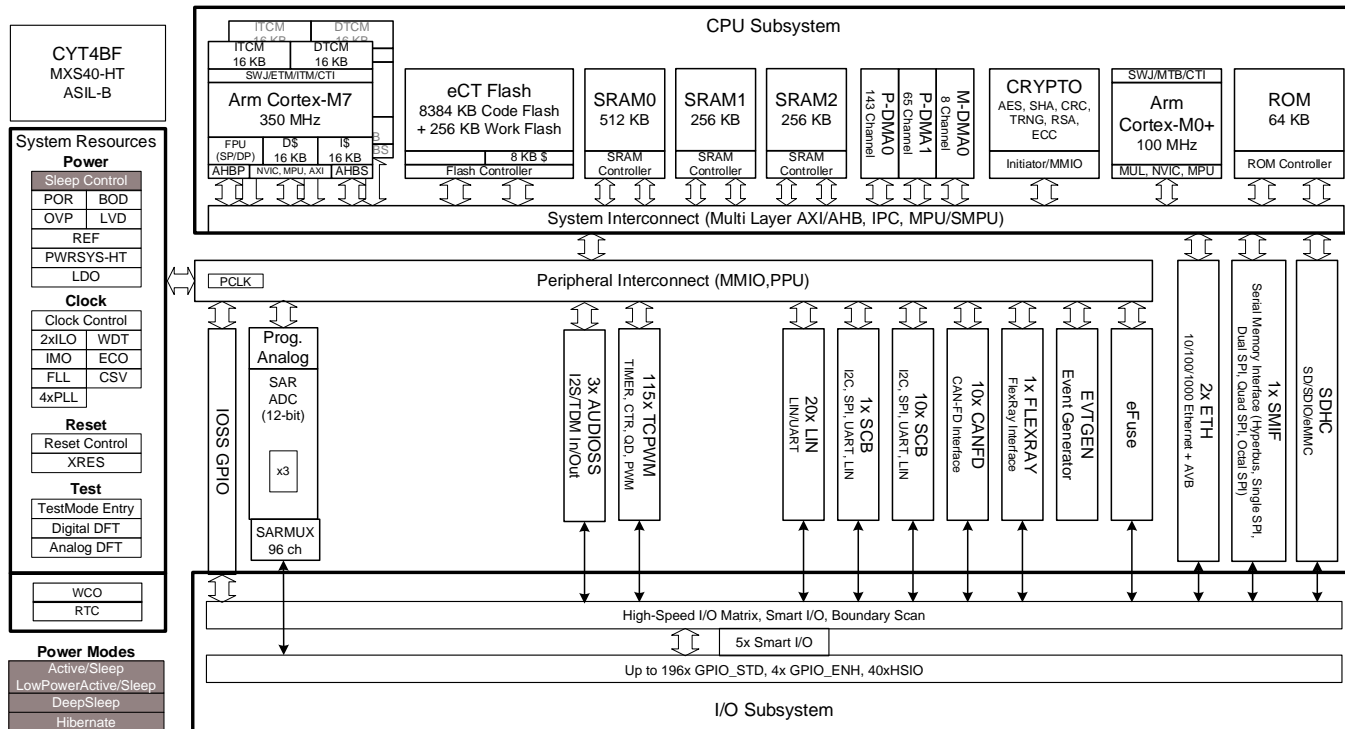 CYT4BF
MXS40-HT
ASIL-B
System Resources
Power
Sleep Control
POR BOD
OVP LVD
REF
PWRSYS-HT
LDO
Clock
Clock Control
2xILO WDT
IMO ECO
FLL CSV
4xPLL
Reset
Reset Control
XRES
Test
TestMode Entry
Digital DFT
Analog DFT
WCO
RTC
Power Modes
Active/Sleep
LowPowerActive/Sleep
DeepSleep
Hibernate
CPU Subsystem
ITCM
16 KB
DTCM
16 KB
ITCM
16 KB
DTCM
16 KB
SWJ/ETM/ITM/CTI
Arm Cortex-M7
350 MHz
FPU
(SP/DP)
D$
16 KB
I$
16 KB
AHBP
NVIC, MPU, AXI
AHBS
eCT Flash
8384 KB Code Flash
+ 256 KB Work Flash
8 KB $
Flash Controller
SRAM0
512 KB
SRAM
Controller
SRAM1
256 KB
SRAM
Controller
SRAM2
256 KB
SRAM
Controller
P-DMA0
143 Channel
P-DMA1
65 Channel
M-DMA0
8 Channel
CRYPTO
AES, SHA, CRC,
TRNG, RSA,
ECC
Initiator/MMIO
SWJ/MTB/CTI
Arm
Cortex-M0+
100 MHz
MUL, NVIC, MPU
ROM
64 KB
ROM Controller
System Interconnect (Multi Layer AXI/AHB, IPC, MPU/SMPU)
PCLK
Peripheral Interconnect (MMIO,PPU)
IOSS GPIO
Prog.
Analog
SAR
ADC
(12-bit)
x3
SARMUX
96 ch
3x AUDIOSS
I2S/TDM In/Out
115x TCPWM
TIMER, CTR, QD, PWM
20x LIN
LIN/UART
1x SCB
I2C, SPI, UART, LIN
10x SCB
I2C, SPI, UART, LIN
10x CANFD
CAN-FD Interface
1x FLEXRAY
FlexRay Interface
EVTGEN
Event Generator
eFuse
2x ETH
10/100/1000 Ethernet + AVB
1x SMIF
Serial Memory Interface (Hyperbus, Single SPI,
Dual SPI, Quad SPI, Octal SPI)
SDHC
SD/SDIO/eMMC
High-Speed I/O Matrix, Smart I/O, Boundary Scan
5x Smart I/O
Up to 196x GPIO_STD, 4x GPIO_ENH, 40xHSIO
I/O Subsystem